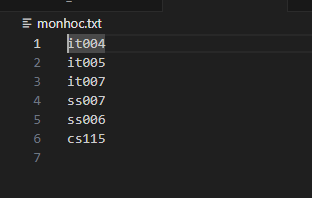 monhoc.txt
1 it004
2 it005
3 it007
4 ss007
5 ss006
6 cs115
7